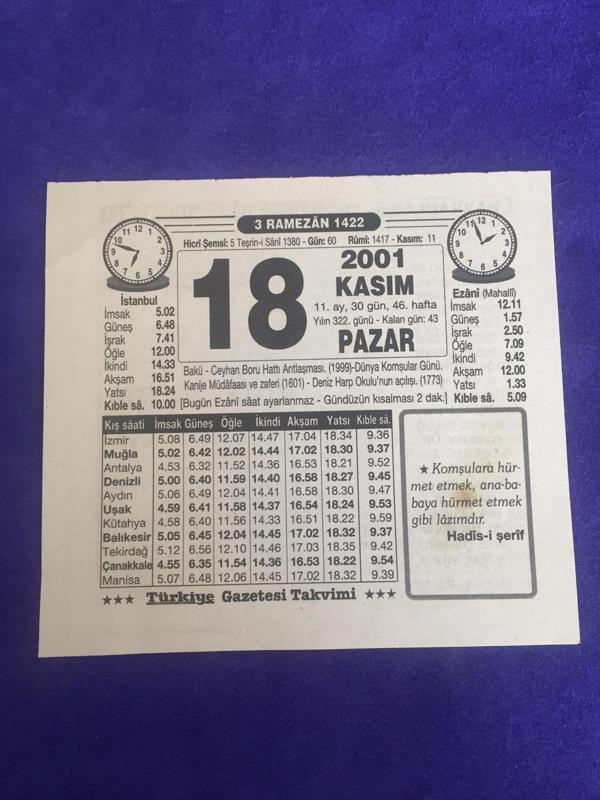 3 RAMEZÂN 1422
Hicrî Şemsî: 5 Teşrin-i Sânî 1380 - Gün: 60 Rûmî: 1417 - Kasım: 11
18
2001
KASIM
11. ay, 30 gün, 46. hafta
Yılın 322. günü - Kalan gün: 43
PAZAR
İstanbul
İmsak 5.02
Güneş 6.48
İşrak 7.41
Öğle 12.00
İkindi 14.33
Akşam 16.51
Yatsı 18.24
Kıble sâ. 10.00
Ezânî (Mahallî)
İmsak 12.11
Güneş 1.57
İşrak 2.50
Öğle 7.09
İkindi 9.42
Akşam 12.00
Yatsı 1.33
Kıble sâ. 5.09
Bakû - Ceyhan Boru Hattı Antlaşması. (1999)-Dünya Komşular Günü.
Kanije Müdâfaası ve zaferi (1601) - Deniz Harp Okulu'nun açılışı. (1773)
[Bugün Ezânî sâat ayarlanmaz - Gündüzün kısalması 2 dak.]
Kış sâati İmsak Güneş Öğle İkindi Akşam Yatsı Kıble sâ.
İzmir 5.08 6.49 12.07 14.47 17.04 18.34 9.36
Muğla 5.02 6.42 12.02 14.44 17.02 18.30 9.37
Antalya 4.53 6.32 11.52 14.36 16.53 18.21 9.52
Denizli 5.00 6.40 11.59 14.40 16.58 18.27 9.45
Aydın 5.06 6.49 12.04 14.41 16.58 18.30 9.47
Uşak 4.59 6.41 11.58 14.37 16.54 18.24 9.53
Kütahya 4.58 6.40 11.56 14.33 16.51 18.22 9.59
Balıkesir 5.05 6.45 12.04 14.45 17.02 18.32 9.37
Tekirdağ 5.12 6.56 12.10 14.46 17.03 18.35 9.42
Çanakkale 4.55 6.35 11.54 14.36 16.53 18.22 9.54
Manisa 5.07 6.48 12.06 14.45 17.02 18.32 9.39
★ Komşulara hür-
met etmek, ana-ba-
baya hürmet etmek
gibi lâzımdır.
Hadîs-i şerîf
★★★ Türkiye Gazetesi Takvimi ★★★